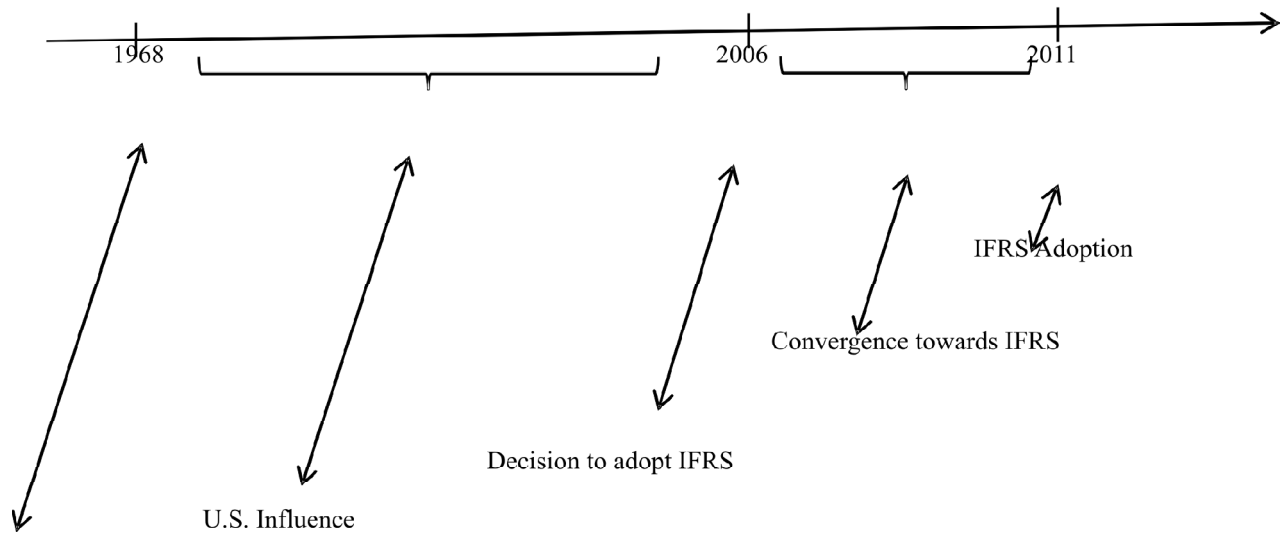 1968
2006
2011
IFRS Adoption
Convergence towards IFRS
Decision to adopt IFRS
U.S. Influence